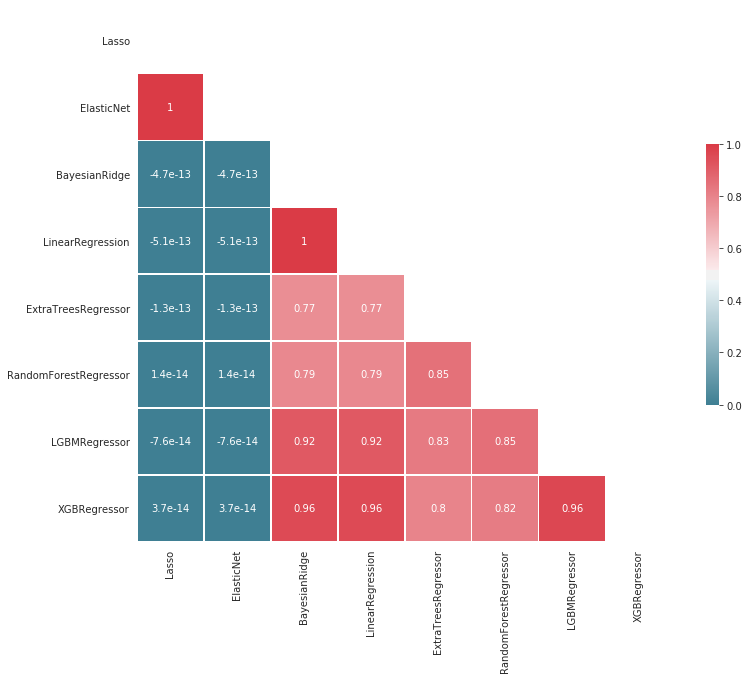 Lasso
ElasticNet 1
BayesianRidge -4.7e-13 -4.7e-13
LinearRegression -5.1e-13 -5.1e-13 1
ExtraTreesRegressor -1.3e-13 -1.3e-13 0.77 0.77
RandomForestRegressor 1.4e-14 1.4e-14 0.79 0.79 0.85
LGBMRegressor -7.6e-14 -7.6e-14 0.92 0.92 0.83 0.85
XGBRegressor 3.7e-14 3.7e-14 0.96 0.96 0.8 0.82 0.96
Lasso
ElasticNet
BayesianRidge
LinearRegression
ExtraTreesRegressor
RandomForestRegressor
LGBMRegressor
XGBRegressor
1.0
0.8
0.6
0.4
0.2
0.0